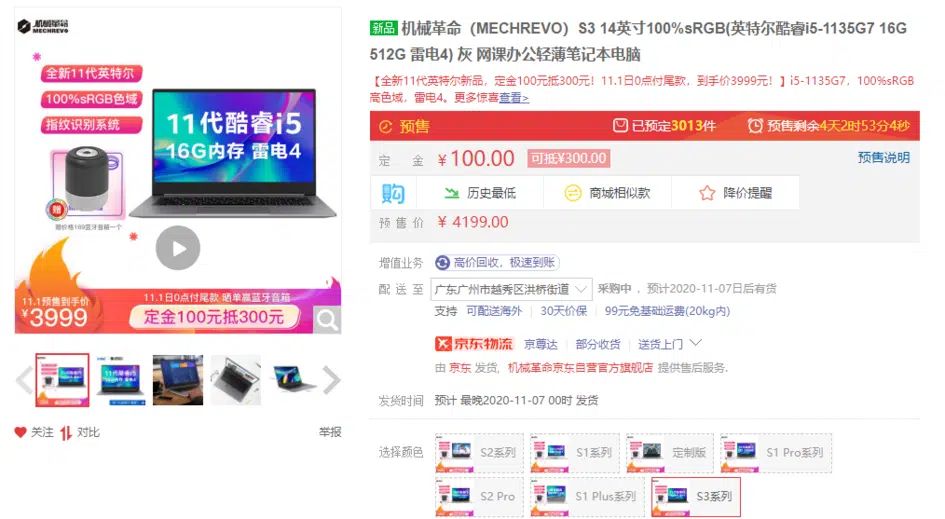 机械革命
MECHREVO
全新11代英特尔
100%sRGB色域
指纹识别系统
11代酷睿i5
16G内存 雷电4
赠
赠价格169蓝牙音箱一个
11.1预售到手价
¥3999
11.1日0点付尾款 晒单赢蓝牙音箱
定金100元抵300元
关注
对比
举报
新品 机械革命（MECHREVO）S3 14英寸100%sRGB(英特尔酷睿i5-1135G7 16G
512G 雷电4) 灰 网课办公轻薄笔记本电脑
【全新11代英特尔新品，定金100元抵300元！11.1日0点付尾款，到手价3999元！】i5-1135G7，100%sRGB
高色域，雷电4。更多惊喜查看>
预售 已预定3013件 预售剩余4天2时53分4秒
定 金 ¥100.00 可抵¥300.00 预售说明
购 历史最低 商城相似款 降价提醒
预售价 ¥ 4199.00
增值业务 高价回收，极速到账
配送至 广东广州市越秀区洪桥街道 采购中 ，预计2020-11-07日后有货
支持 可配送海外 30天价保 99元免基础运费(20kg内)
京东物流 京尊达 部分收货 送货上门
由 京东 发货，机械革命京东自营官方旗舰店 提供售后服务.
发货时间 预计 最晚2020-11-07 00时 发货
选择颜色 S2系列 S1系列 定制版 S1 Pro系列
S2 Pro S1 Plus系列 S3系列